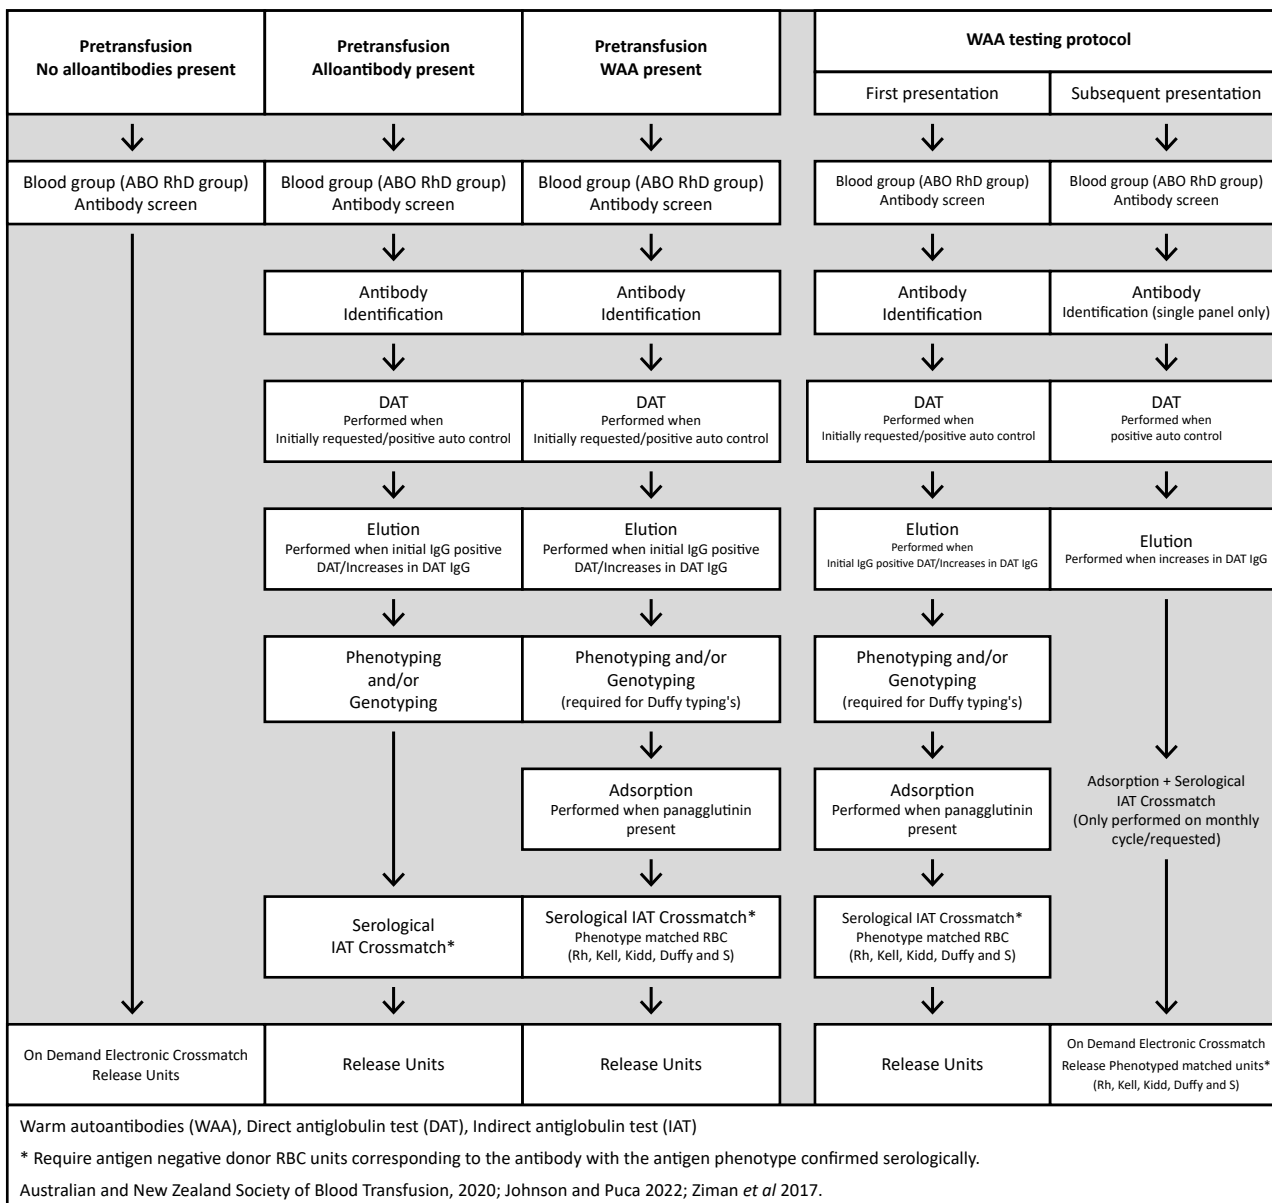 Pretransfusion
No alloantibodies present
Pretransfusion
Alloantibody present
Pretransfusion
WAA present
WAA testing protocol
First presentation
Subsequent presentation
Blood group (ABO RhD group)
Antibody screen
Blood group (ABO RhD group)
Antibody screen
Blood group (ABO RhD group)
Antibody screen
Blood group (ABO RhD group)
Antibody screen
Blood group (ABO RhD group)
Antibody screen
Antibody
Identification
Antibody
Identification
Antibody
Identification
Antibody
Identification (single panel only)
DAT
Performed when
Initially requested/positive auto control
DAT
Performed when
Initially requested/positive auto control
DAT
Performed when
Initially requested/positive auto control
DAT
Performed when
positive auto control
Elution
Performed when initial IgG positive
DAT/Increases in DAT IgG
Elution
Performed when initial IgG positive
DAT/Increases in DAT IgG
Elution
Performed when
Initial IgG positive DAT/Increases in DAT IgG
Elution
Performed when increases in DAT IgG
Phenotyping
and/or
Genotyping
Phenotyping and/or
Genotyping
(required for Duffy typing's)
Phenotyping and/or
Genotyping
(required for Duffy typing's)
Adsorption
Performed when panagglutinin
present
Adsorption
Performed when panagglutinin
present
Adsorption + Serological
IAT Crossmatch
(Only performed on monthly
cycle/requested)
Serological
IAT Crossmatch*
Serological IAT Crossmatch*
Phenotype matched RBC
(Rh, Kell, Kidd, Duffy and S)
Serological IAT Crossmatch*
Phenotype matched RBC
(Rh, Kell, Kidd, Duffy and S)
On Demand Electronic Crossmatch
Release Units
Release Units
Release Units
Release Units
On Demand Electronic Crossmatch
Release Phenotyped matched units*
(Rh, Kell, Kidd, Duffy and S)
Warm autoantibodies (WAA), Direct antiglobulin test (DAT), Indirect antiglobulin test (IAT)
* Require antigen negative donor RBC units corresponding to the antibody with the antigen phenotype confirmed serologically.
Australian and New Zealand Society of Blood Transfusion, 2020; Johnson and Puca 2022; Ziman et al 2017.